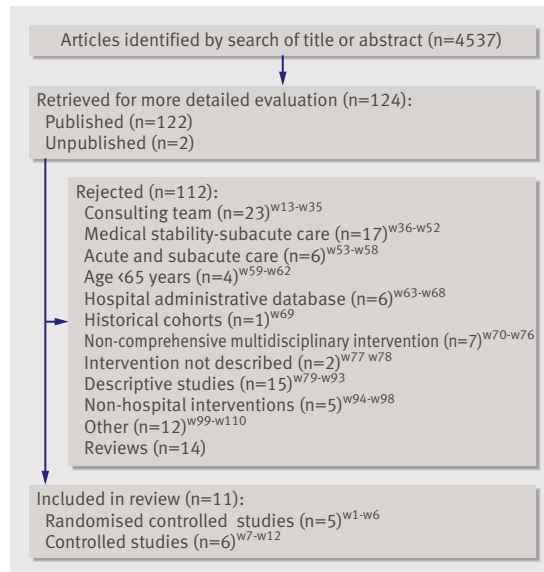 Articles identified by search of title or abstract (n=4537)
Retrieved for more detailed evaluation (n=124):
Published (n=122)
Unpublished (n=2)
Rejected (n=112):
Consulting team (n=23)w13-w35
Medical stability-subacute care (n=17)w36-w52
Acute and subacute care (n=6)w53-w58
Age <65 years (n=4)w59-w62
Hospital administrative database (n=6)w63-w68
Historical cohorts (n=1)w69
Non-comprehensive multidisciplinary intervention (n=7)w70-w76
Intervention not described (n=2)w77 w78
Descriptive studies (n=15)w79-w93
Non-hospital interventions (n=5)w94-w98
Other (n=12)w99-w110
Reviews (n=14)
Included in review (n=11):
Randomised controlled studies (n=5)w1-w6
Controlled studies (n=6)w7-w12